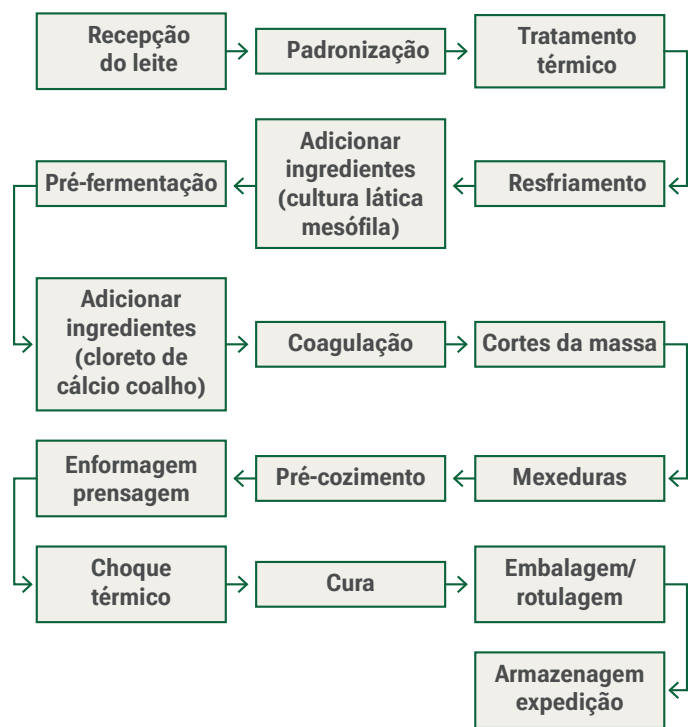 Recepção
do leite
Padronização
Tratamento
térmico
Resfriamento
Adicionar
ingredientes
(cultura lática
mesófila)
Pré-fermentação
Adicionar
ingredientes
(cloreto de
cálcio coalho)
Coagulação
Cortes da massa
Mexeduras
Pré-cozimento
Enformagem
prensagem
Choque
térmico
Cura
Embalagem/
rotulagem
Armazenagem
expedição